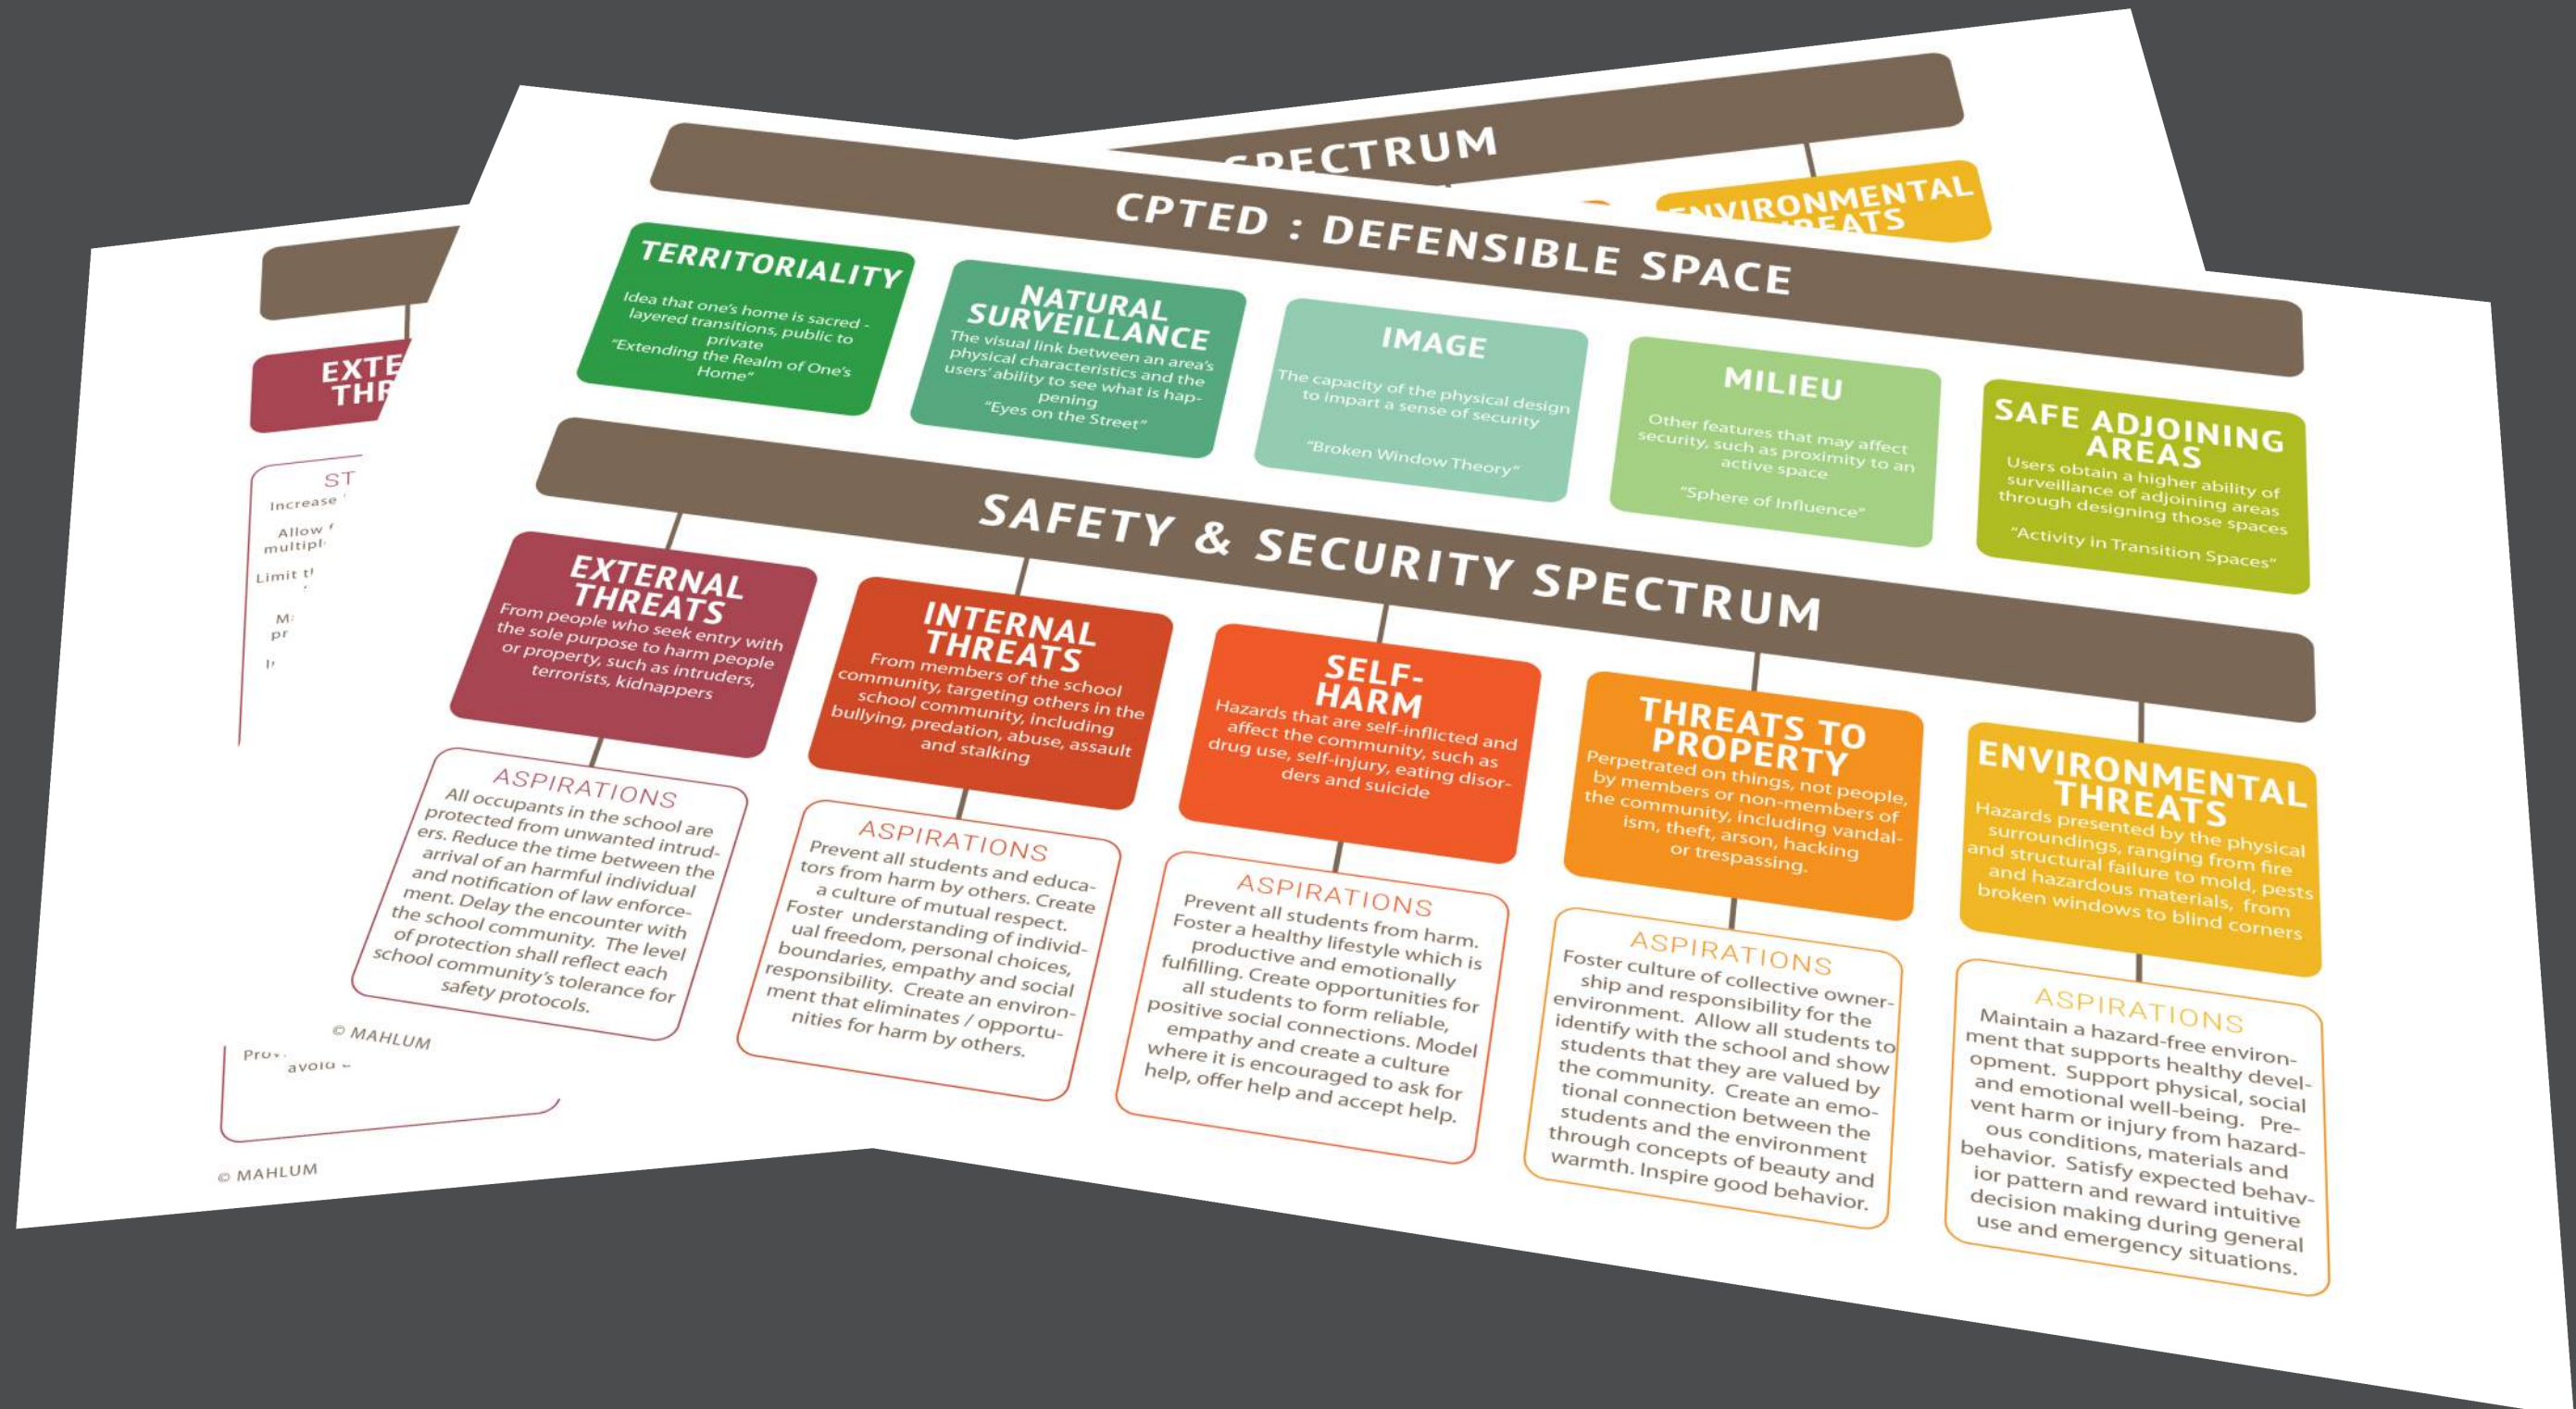 SPECTRUM
ENVIRONMENTAL
THREATS
CPTED : DEFENSIBLE SPACE
TERRITORIALITY
Idea that one's home is sacred -
layered transitions, public to
private
"Extending the Realm of One's
Home"
NATURAL
SURVEILLANCE
The visual link between an area's
physical characteristics and the
users' ability to see what is hap-
pening
"Eyes on the Street"
IMAGE
The capacity of the physical design
to impart a sense of security
"Broken Window Theory"
MILIEU
Other features that may affect
security, such as proximity to an
active space
"Sphere of Influence"
SAFE ADJOINING
AREAS
Users obtain a higher ability of
surveillance of adjoining areas
through designing those spaces
"Activity in Transition Spaces"
SAFETY & SECURITY SPECTRUM
EXTERNAL
THREATS
From people who seek entry with
the sole purpose to harm people
or property, such as intruders,
terrorists, kidnappers
INTERNAL
THREATS
From members of the school
community, targeting others in the
school community, including
bullying, predation, abuse, assault
and stalking
SELF-
HARM
Hazards that are self-inflicted and
affect the community, such as
drug use, self-injury, eating disor-
ders and suicide
THREATS TO
PROPERTY
Perpetrated on things, not people,
by members or non-members of
the community, including vandal-
ism, theft, arson, hacking
or trespassing.
ENVIRONMENTAL
THREATS
Hazards presented by the physical
surroundings, ranging from fire
and structural failure to mold, pests
and hazardous materials, from
broken windows to blind corners
ASPIRATIONS
All occupants in the school are
protected from unwanted intrud-
ers. Reduce the time between the
arrival of an harmful individual
and notification of law enforce-
ment. Delay the encounter with
the school community. The level
of protection shall reflect each
school community's tolerance for
safety protocols.
ASPIRATIONS
Prevent all students and educa-
tors from harm by others. Create
a culture of mutual respect.
Foster understanding of individ-
ual freedom, personal choices,
boundaries, empathy and social
responsibility. Create an environ-
ment that eliminates / opportu-
nities for harm by others.
ASPIRATIONS
Prevent all students from harm.
Foster a healthy lifestyle which is
productive and emotionally
fulfilling. Create opportunities for
all students to form reliable,
positive social connections. Model
empathy and create a culture
where it is encouraged to ask for
help, offer help and accept help.
ASPIRATIONS
Foster culture of collective owner-
ship and responsibility for the
environment. Allow all students to
identify with the school and show
students that they are valued by
the community. Create an emo-
tional connection between the
students and the environment
through concepts of beauty and
warmth. Inspire good behavior.
ASPIRATIONS
Maintain a hazard-free environ-
ment that supports healthy devel-
opment. Support physical, social
and emotional well-being. Pre-
vent harm or injury from hazard-
ous conditions, materials and
behavior. Satisfy expected behav-
ior pattern and reward intuitive
decision making during general
use and emergency situations.
© MAHLUM
EXTE
THR
ST
Increase
Allow
multipl
Limit
avoid
© MAHLUM